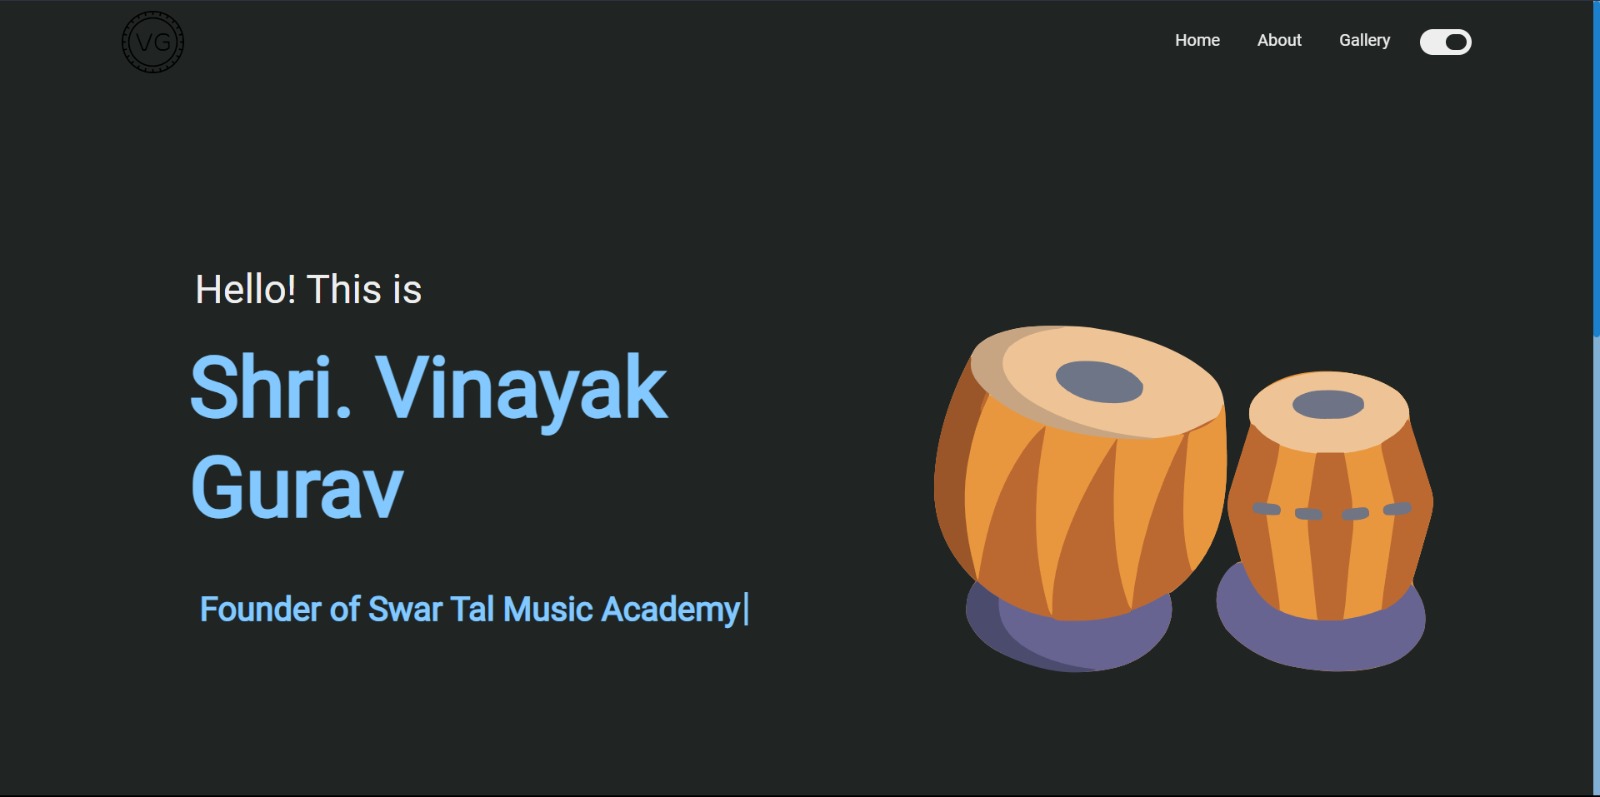 VG
Home About Gallery
Hello! This is
Shri. Vinayak
Gurav
Founder of Swar Tal Music Academy